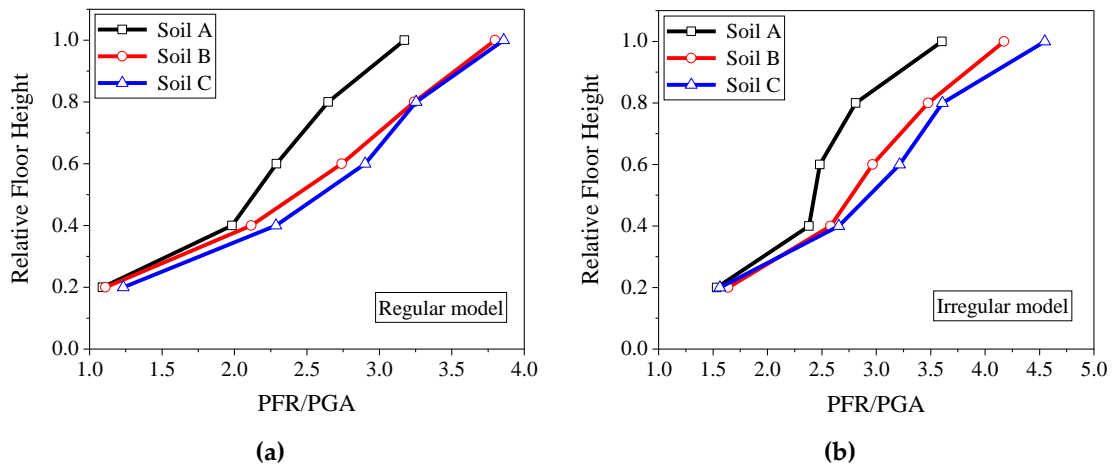 Soil A
Soil B
Soil C
1.0
0.8
0.6
0.4
0.2
0.0
Relative Floor Height
Regular model
1.0 1.5 2.0 2.5 3.0 3.5 4.0
PFR/PGA
(a)
Soil A
Soil B
Soil C
1.0
0.8
0.6
0.4
0.2
0.0
Relative Floor Height
Irregular model
1.0 1.5 2.0 2.5 3.0 3.5 4.0 4.5 5.0
PFR/PGA
(b)